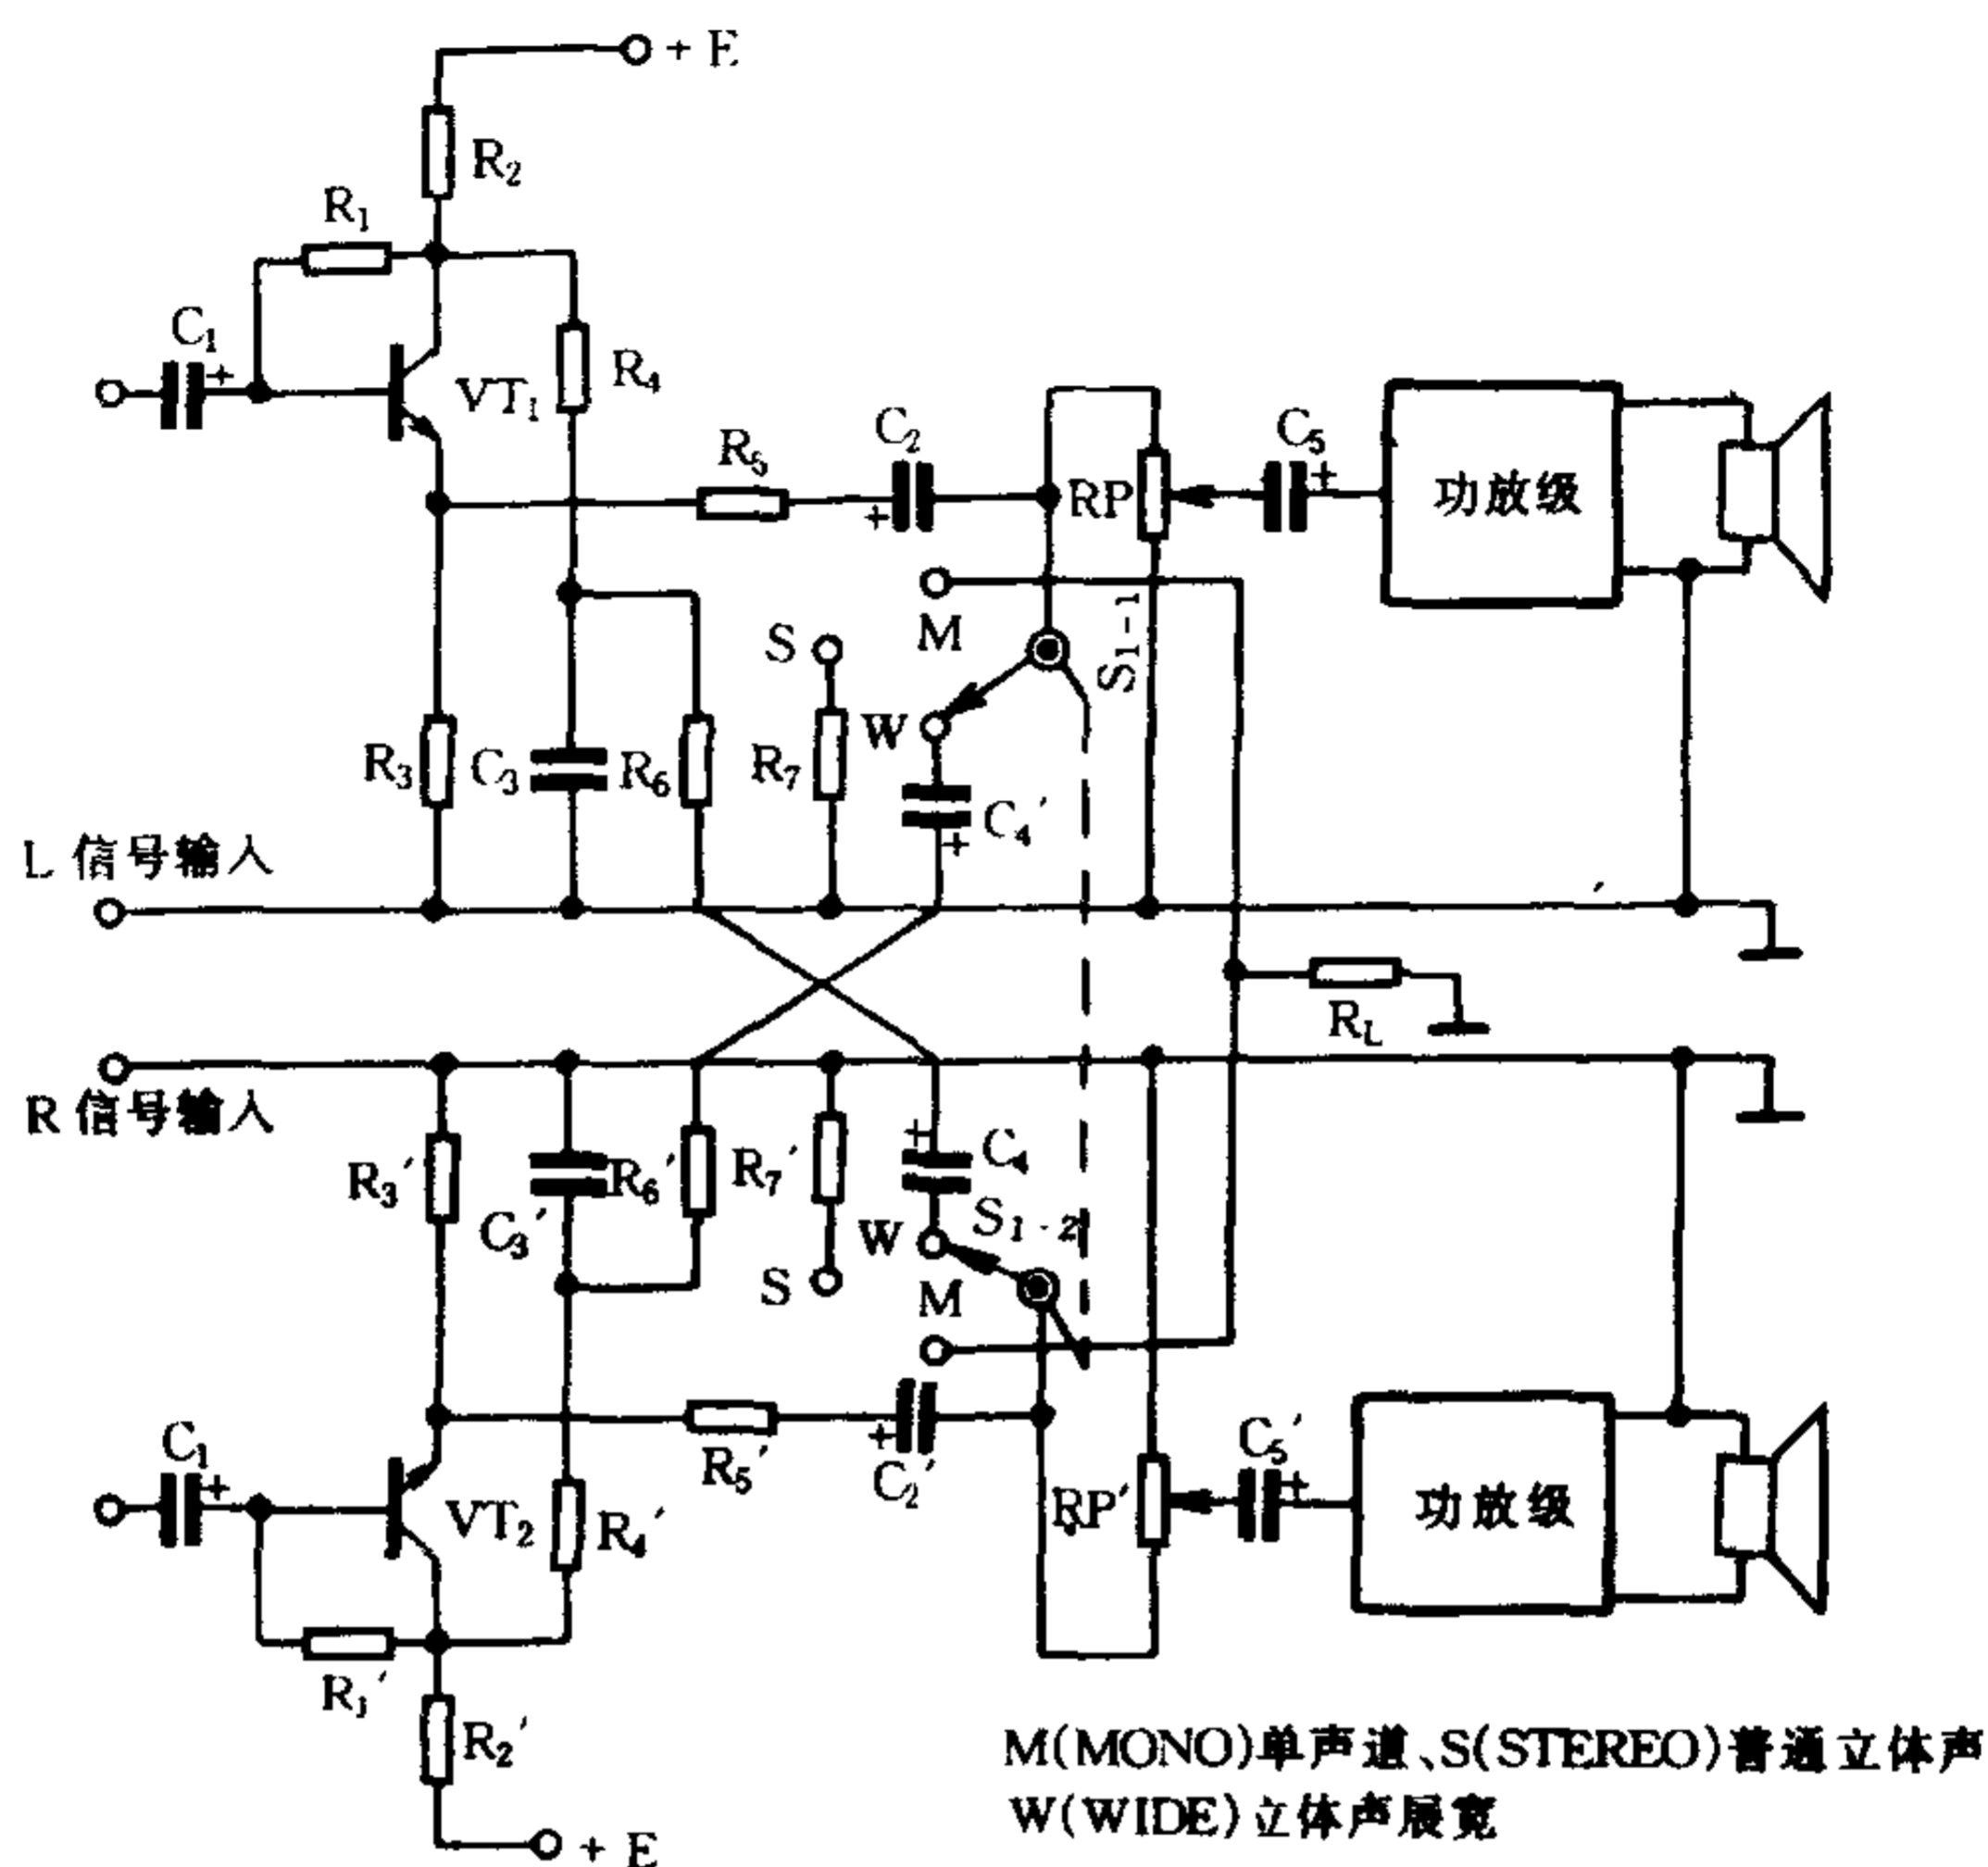 + E
R₂
R₁
C₁
+
VT₁
R₄
R₅
C₂
+
RP
C₅
+
功放级
M
S
S₁₋₁
W
R₃
C₃
R₆
R₇
C₄′
+
L 信号输入
R_L
R 信号输入
R₃′
C₃′
R₆′
R₇′
+
C₄
W
S₁₋₂
S
M
C₁
+
VT₂
R₄′
R₅′
+
C₂′
RP′
C₅′
+
功放级
R₁′
R₂′
+ E
M(MONO)单声道、S(STEREO)普通立体声
W(WIDE)立体声展宽